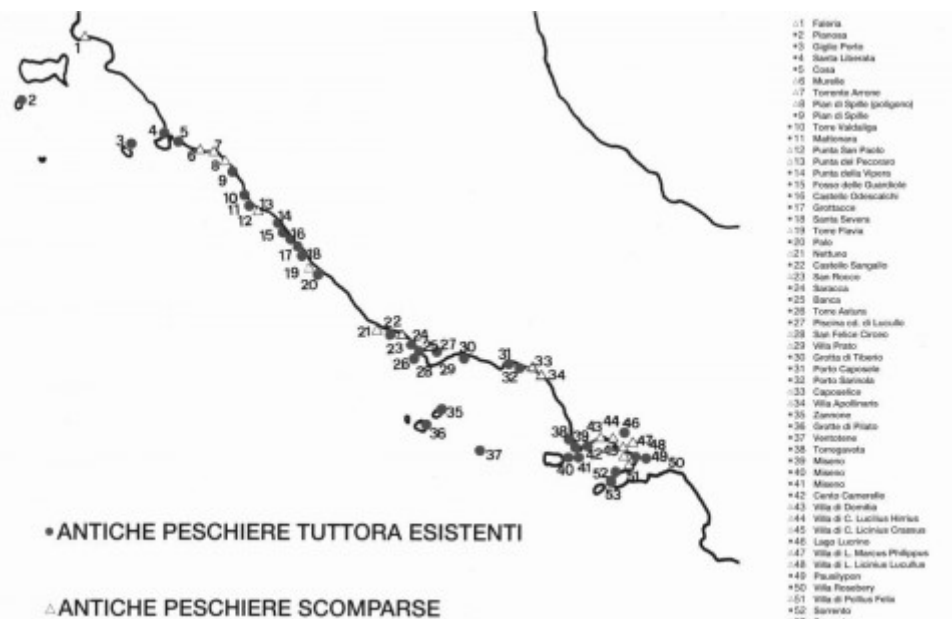 1
2
3
4
5
6
7
8
9
10
11
12
13
14
15
16
17
18
19
20
21
22
23
24
25
26
27
28
29
30
31
32
33
34
35
36
37
38
39
40
41
42
43
44
45
46
47
48
49
50
51
52
53
ANTICHE PESCHIERE TUTTORA ESISTENTI
ANTICHE PESCHIERE SCOMPARSE
1 Faleria
2 Pianosa
3 Giglio Porto
4 Santa Liberata
5 Cosa
6 Murelle
7 Torrente Arrone
8 Pian di Spille (poligono)
9 Pian di Spille
10 Torre Valdaliga
11 Mattonara
12 Punta San Paolo
13 Punta del Pecoraro
14 Punta della Vipera
15 Fosso delle Guardiole
16 Castello Odescalchi
17 Grottacce
18 Santa Severa
19 Torre Flavia
20 Palo
21 Nettuno
22 Castello Sangallo
23 San Rocco
24 Saracca
25 Banca
26 Torre Astura
27 Piscina cd. di Lucullo
28 San Felice Circeo
29 Villa Prato
30 Grotta di Tiberio
31 Porto Caposele
32 Porto Sarinola
33 Caposelice
34 Villa Apollinaris
35 Zannone
36 Grotte di Pilato
37 Ventotene
38 Torregaveta
39 Miseno
40 Miseno
41 Miseno
42 Cento Camerelle
43 Villa di Domitia
44 Villa di C. Lucilius Hirrius
45 Villa di C. Licinius Crassus
46 Lago Lucrino
47 Villa di L. Marcus Philippus
48 Villa di L. Licinius Lucullus
49 Pausilypon
50 Villa Rosebery
51 Villa di Pollius Felix
52 Sorrento